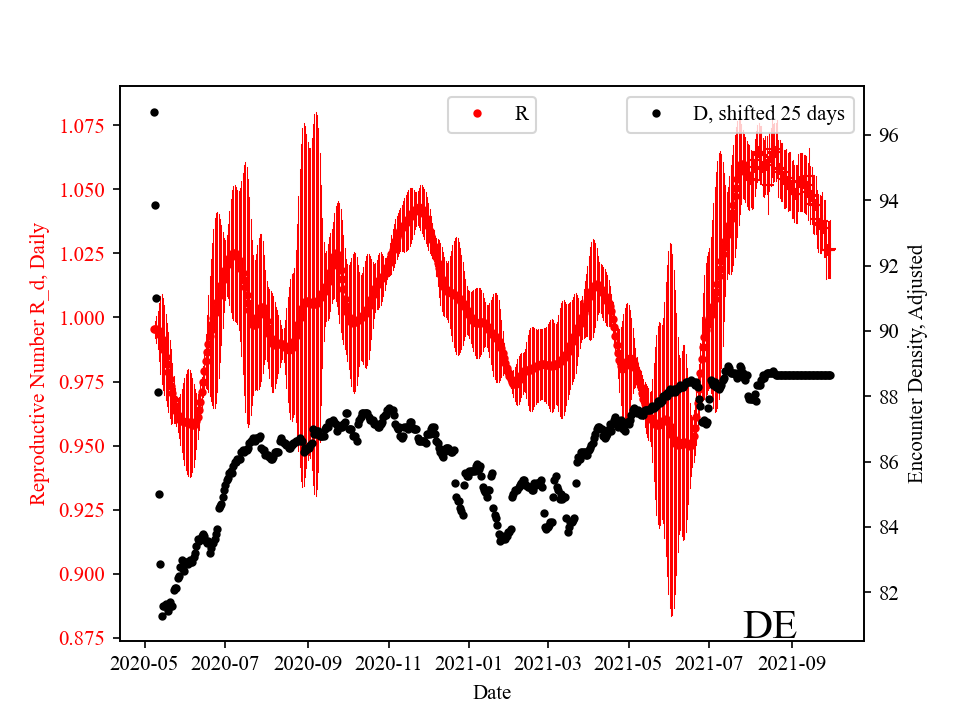 R
D, shifted 25 days
Reproductive Number R_d, Daily
1.075
1.050
1.025
1.000
0.975
0.950
0.925
0.900
0.875
96
94
92
90
88
86
84
82
Encounter Density, Adjusted
DE
2020-05 2020-07 2020-09 2020-11 2021-01 2021-03 2021-05 2021-07 2021-09
Date